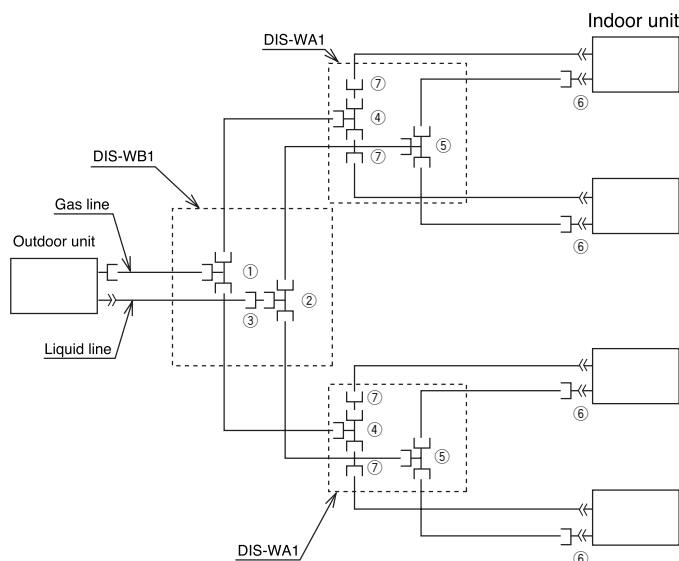 Indoor unit
DIS-WA1
⑦
⑥
④
⑤
DIS-WB1
⑦
Gas line
Outdoor unit
⑥
①
②
③
Liquid line
⑦
⑥
④
⑤
⑦
DIS-WA1
⑥